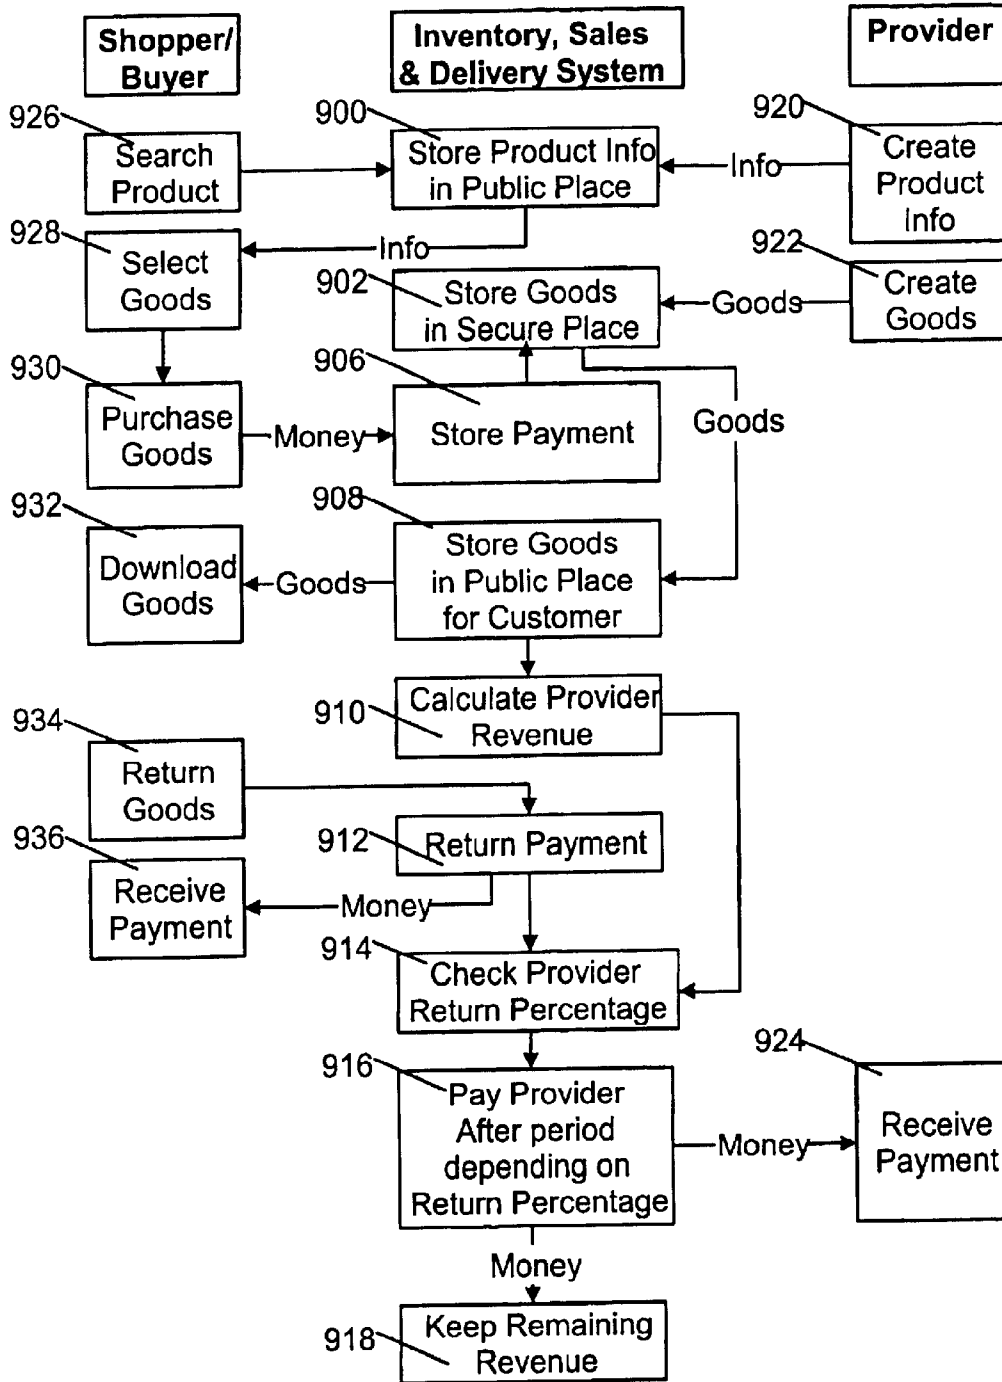 Shopper/
Buyer
Inventory, Sales
& Delivery System
Provider
926
Search
Product
900
Store Product Info
in Public Place
Info
920
Create
Product
Info
928
Select
Goods
Info
902
Store Goods
in Secure Place
Goods
922
Create
Goods
930
Purchase
Goods
Money
906
Store Payment
Goods
932
Download
Goods
Goods
908
Store Goods
in Public Place
for Customer
910
Calculate Provider
Revenue
934
Return
Goods
912
Return Payment
936
Receive
Payment
Money
914
Check Provider
Return Percentage
916
Pay Provider
After period
depending on
Return Percentage
Money
924
Receive
Payment
Money
918
Keep Remaining
Revenue